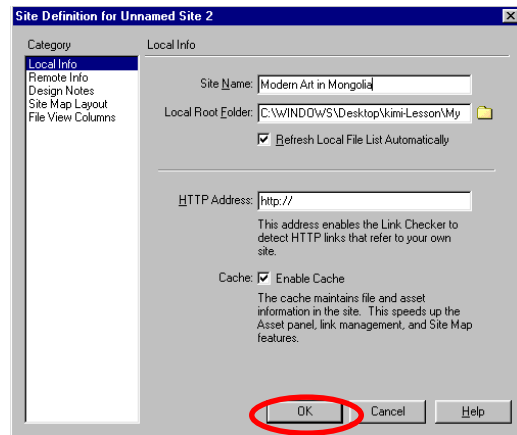 Site Definition for Unnamed Site 2
Category
Local Info
Local Info
Remote Info
Design Notes
Site Map Layout
File View Columns
Site Name: Modern Art in Mongolia
Local Root Folder: C:\WINDOWS\Desktop\kimi-Lesson\My
Refresh Local File List Automatically
HTTP Address: http://
This address enables the Link Checker to
detect HTTP links that refer to your own
site.
Cache: Enable Cache
The cache maintains file and asset
information in the site. This speeds up the
Asset panel, link management, and Site Map
features.
OK Cancel Help